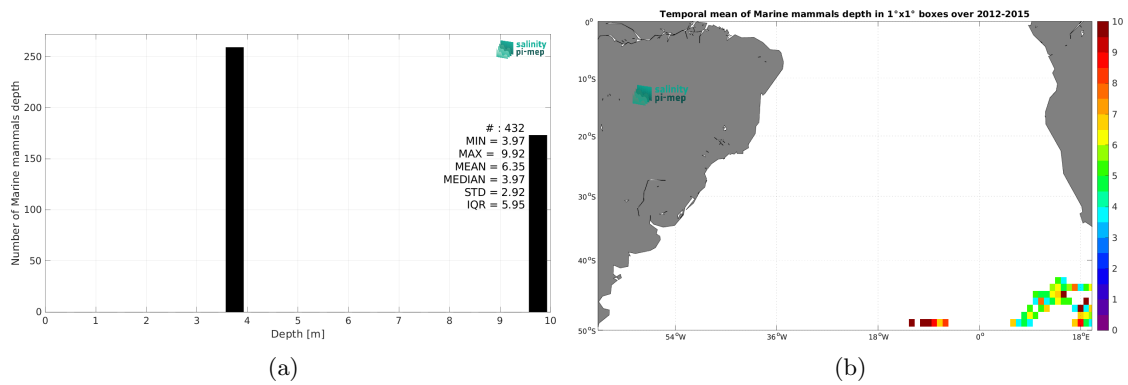 Number of Marine mammals depth
250
200
150
100
50
0
salinity
pi-mep
# : 432
MIN = 3.97
MAX = 9.92
MEAN = 6.35
MEDIAN = 3.97
STD = 2.92
IQR = 5.95
0 1 2 3 4 5 6 7 8 9 10
Depth [m]
(a)
Temporal mean of Marine mammals depth in 1°x1° boxes over 2012-2015
0°
10°S
20°S
30°S
40°S
50°S
salinity
pi-mep
54°W 36°W 18°W 0° 18°E
10
9
8
7
6
5
4
3
2
1
0
(b)